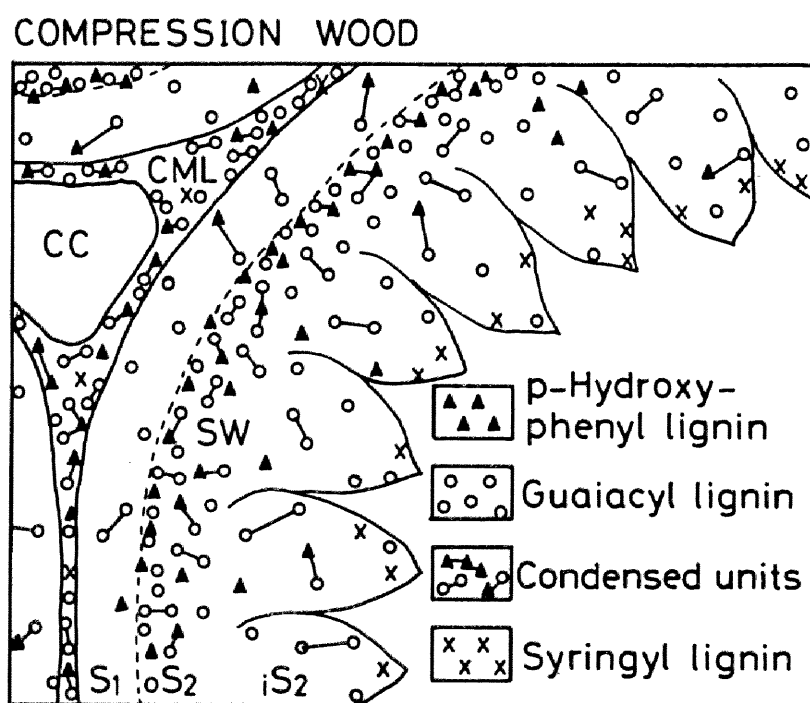 COMPRESSION WOOD
CML
CC
SW
S1 oS2 iS2
p-Hydroxy-
phenyl lignin
Guaiacyl lignin
Condensed units
Syringyl lignin